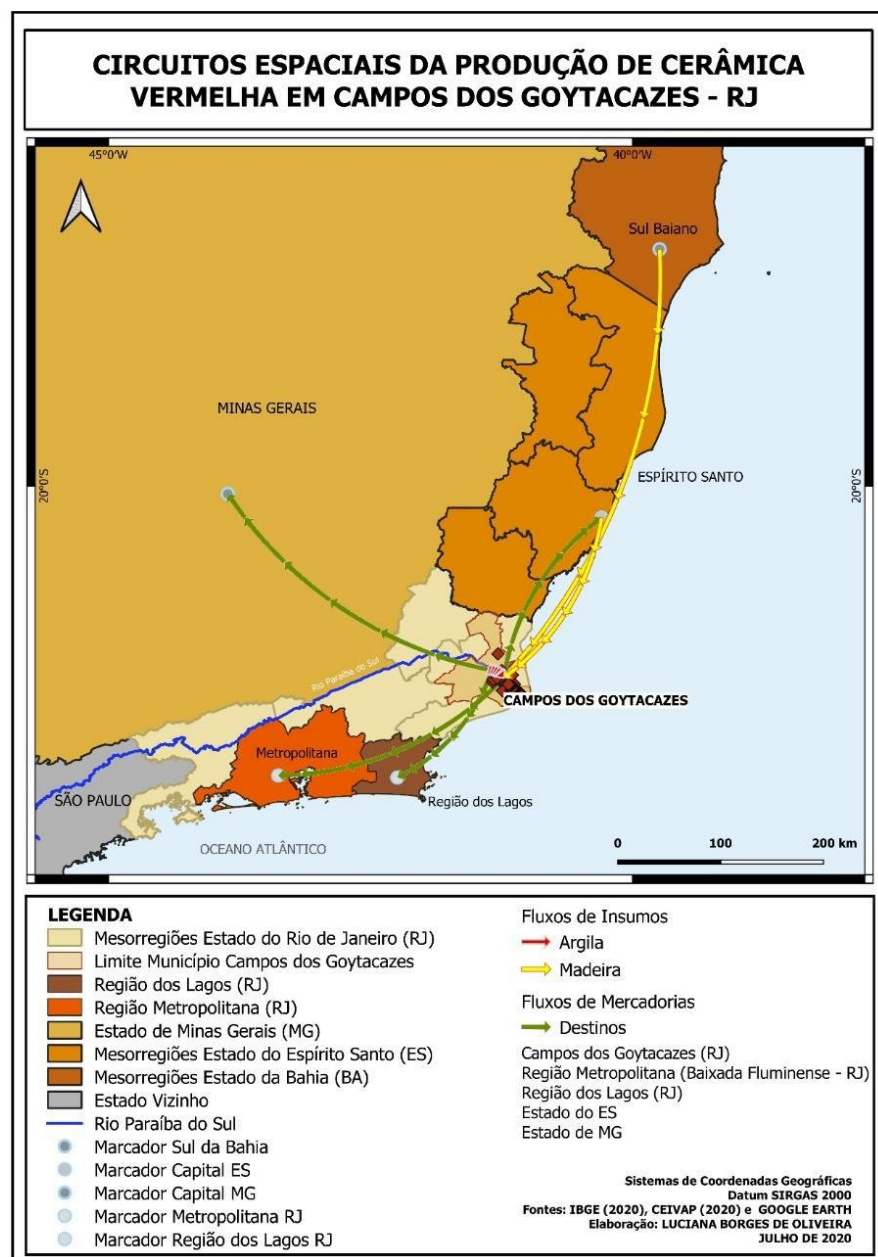 CIRCUITOS ESPACIAIS DA PRODUÇÃO DE CERÂMICA
VERMELHA EM CAMPOS DOS GOYTACAZES - RJ
45°0'W
40°0'W
Sul Baiano
MINAS GERAIS
20°0'S
20°0'S
ESPÍRITO SANTO
Rio Paraíba do Sul
CAMPOS DOS GOYTACAZES
Metropolitana
SÃO PAULO
Região dos Lagos
OCEANO ATLÂNTICO
0 100 200 km
LEGENDA
Mesorregiões Estado do Rio de Janeiro (RJ)
Limite Município Campos dos Goytacazes
Região dos Lagos (RJ)
Região Metropolitana (RJ)
Estado de Minas Gerais (MG)
Mesorregiões Estado do Espírito Santo (ES)
Mesorregiões Estado da Bahia (BA)
Estado Vizinho
Rio Paraíba do Sul
Marcador Sul da Bahia
Marcador Capital ES
Marcador Capital MG
Marcador Metropolitana RJ
Marcador Região dos Lagos RJ
Fluxos de Insumos
Argila
Madeira
Fluxos de Mercadorias
Destinos
Campos dos Goytacazes (RJ)
Região Metropolitana (Baixada Fluminense - RJ)
Região dos Lagos (RJ)
Estado do ES
Estado de MG
Sistemas de Coordenadas Geográficas
Datum SIRGAS 2000
Fontes: IBGE (2020), CEIVAP (2020) e GOOGLE EARTH
Elaboração: LUCIANA BORGES DE OLIVEIRA
JULHO DE 2020